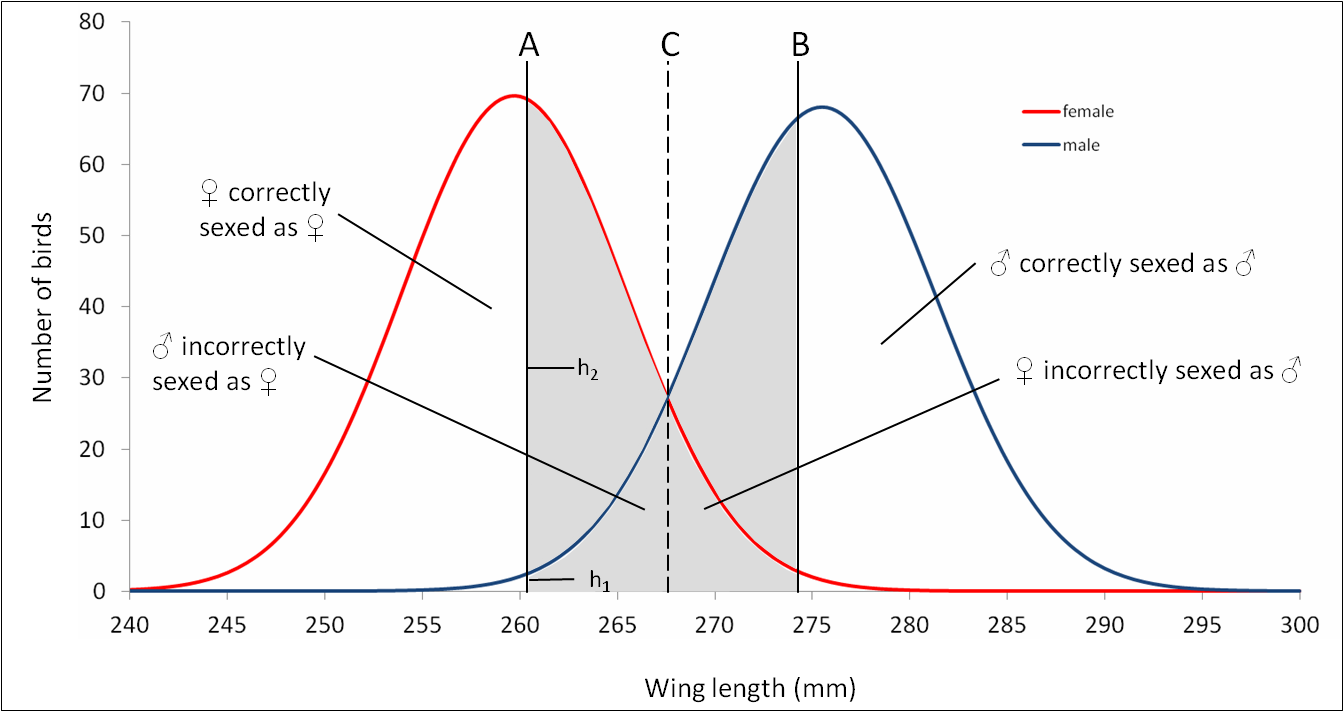 80
70
60
50
40
30
20
10
0
Number of birds
A
C
B
female
male
♀ correctly
sexed as ♀
♂ incorrectly
sexed as ♀
h₂
h₁
♂ correctly sexed as ♂
♀ incorrectly sexed as ♂
240 245 250 255 260 265 270 275 280 285 290 295 300
Wing length (mm)